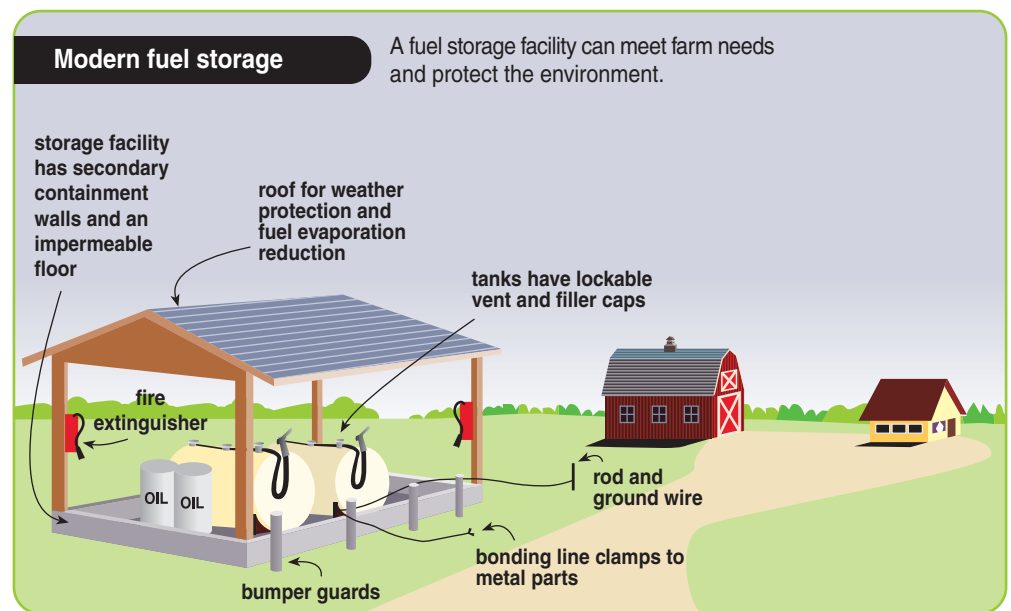 Modern fuel storage
A fuel storage facility can meet farm needs
and protect the environment.
storage facility
has secondary
containment
walls and an
impermeable
floor
roof for weather
protection and
fuel evaporation
reduction
tanks have lockable
vent and filler caps
fire
extinguisher
OIL
OIL
rod and
ground wire
bonding line clamps to
metal parts
bumper guards